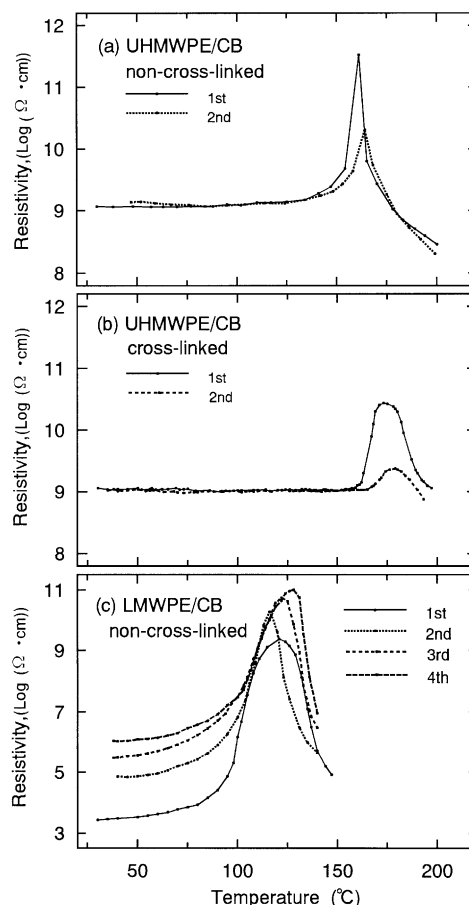 (a) UHMWPE/CB
non-cross-linked
1st
2nd
Resistivity,(Log (Ω・cm))
12
11
10
9
8
(b) UHMWPE/CB
cross-linked
1st
2nd
Resistivity,(Log (Ω・cm))
12
11
10
9
8
(c) LMWPE/CB
non-cross-linked
1st
2nd
3rd
4th
Resistivity,(Log (Ω・cm))
11
9
7
5
3
50 100 150 200
Temperature (℃)